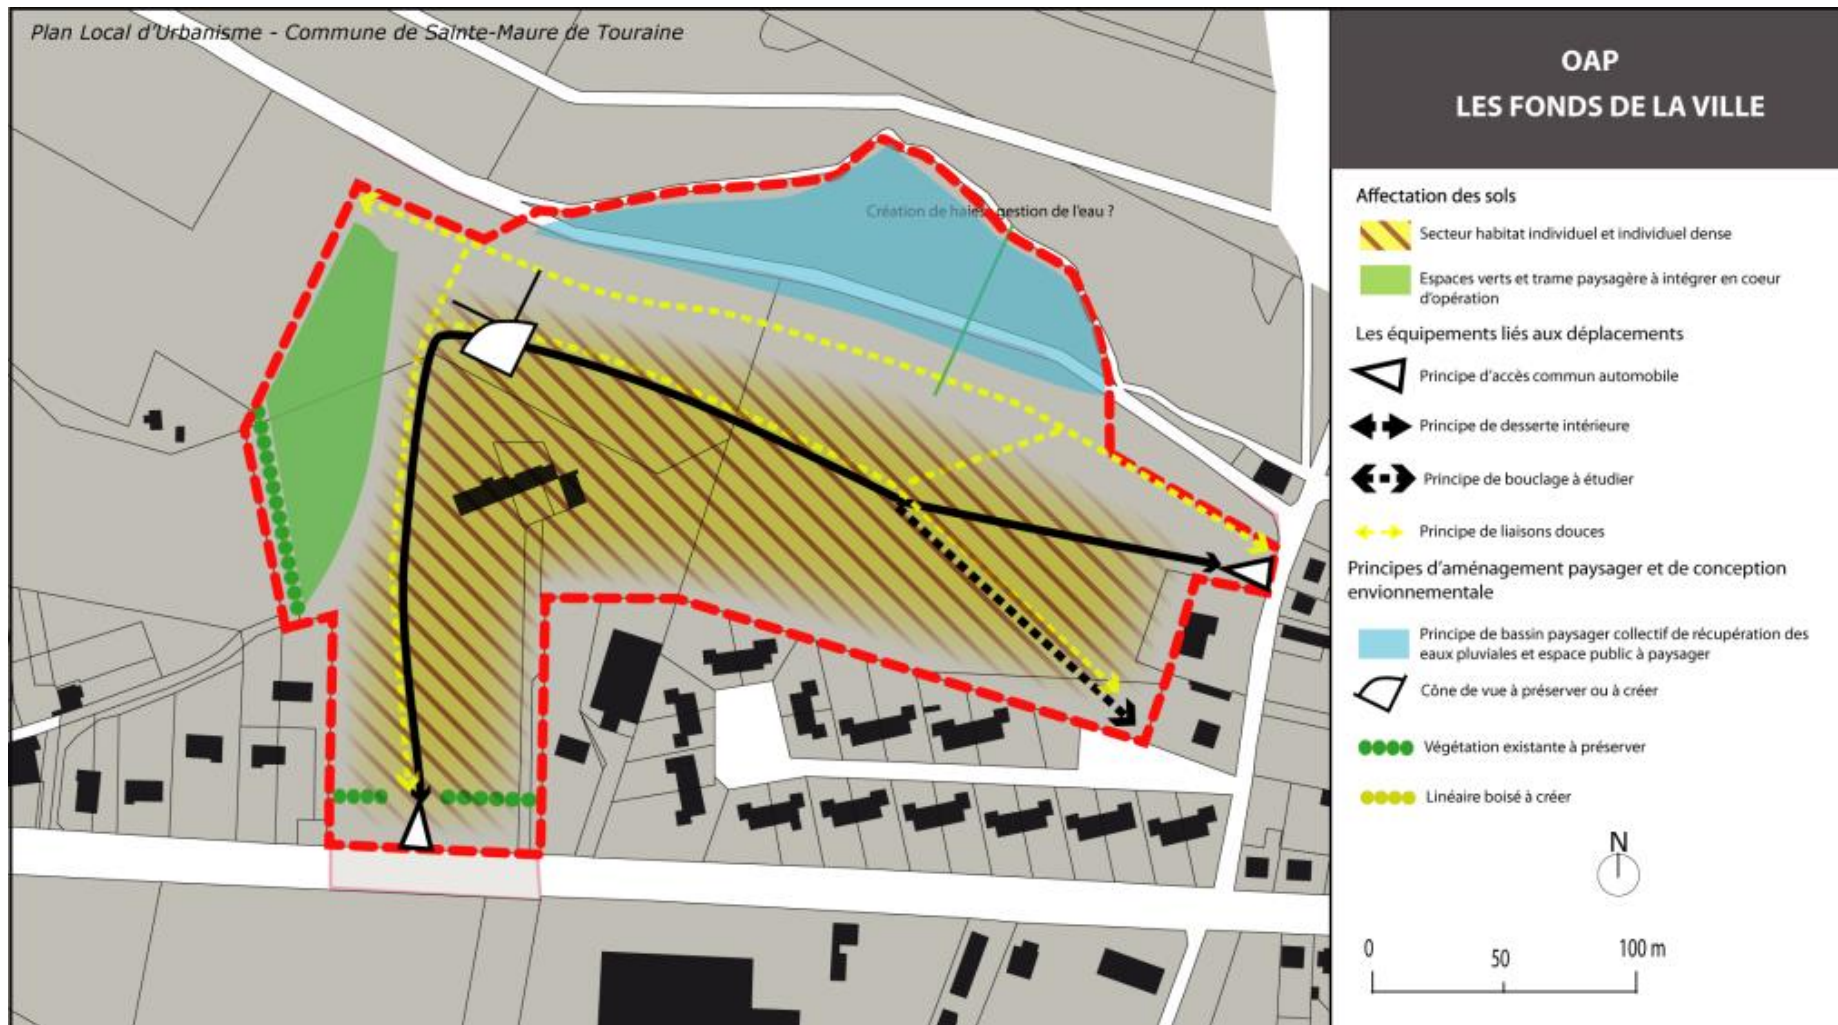 Plan Local d'Urbanisme - Commune de Sainte-Maure de Touraine
OAP
LES FONDS DE LA VILLE
Création de haies, gestion de l'eau ?
Affectation des sols
Secteur habitat individuel et individuel dense
Espaces verts et trame paysagère à intégrer en coeur
d'opération
Les équipements liés aux déplacements
Principe d'accès commun automobile
Principe de desserte intérieure
Principe de bouclage à étudier
Principe de liaisons douces
Principes d'aménagement paysager et de conception
envionnementale
Principe de bassin paysager collectif de récupération des
eaux pluviales et espace public à paysager
Cône de vue à préserver ou à créer
Végétation existante à préserver
Linéaire boisé à créer
N
0 50 100 m